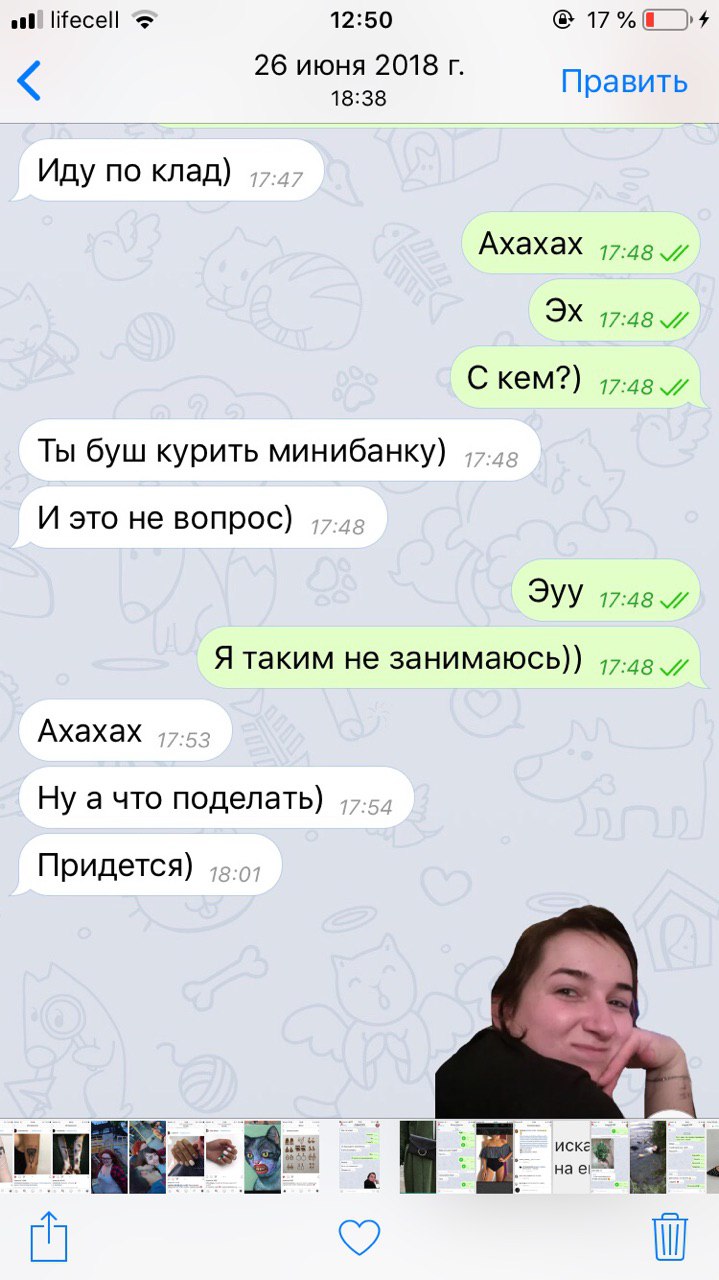 lifecell 12:50 17 %
26 июня 2018 г.
18:38
Править
Иду по клад) 17:47
Ахахах 17:48
Эх 17:48
С кем?) 17:48
Ты буш курить минибанку) 17:48
И это не вопрос) 17:48
Эуу 17:48
Я таким не занимаюсь)) 17:48
Ахахах 17:53
Ну а что поделать) 17:54
Придется) 18:01
иска
на е